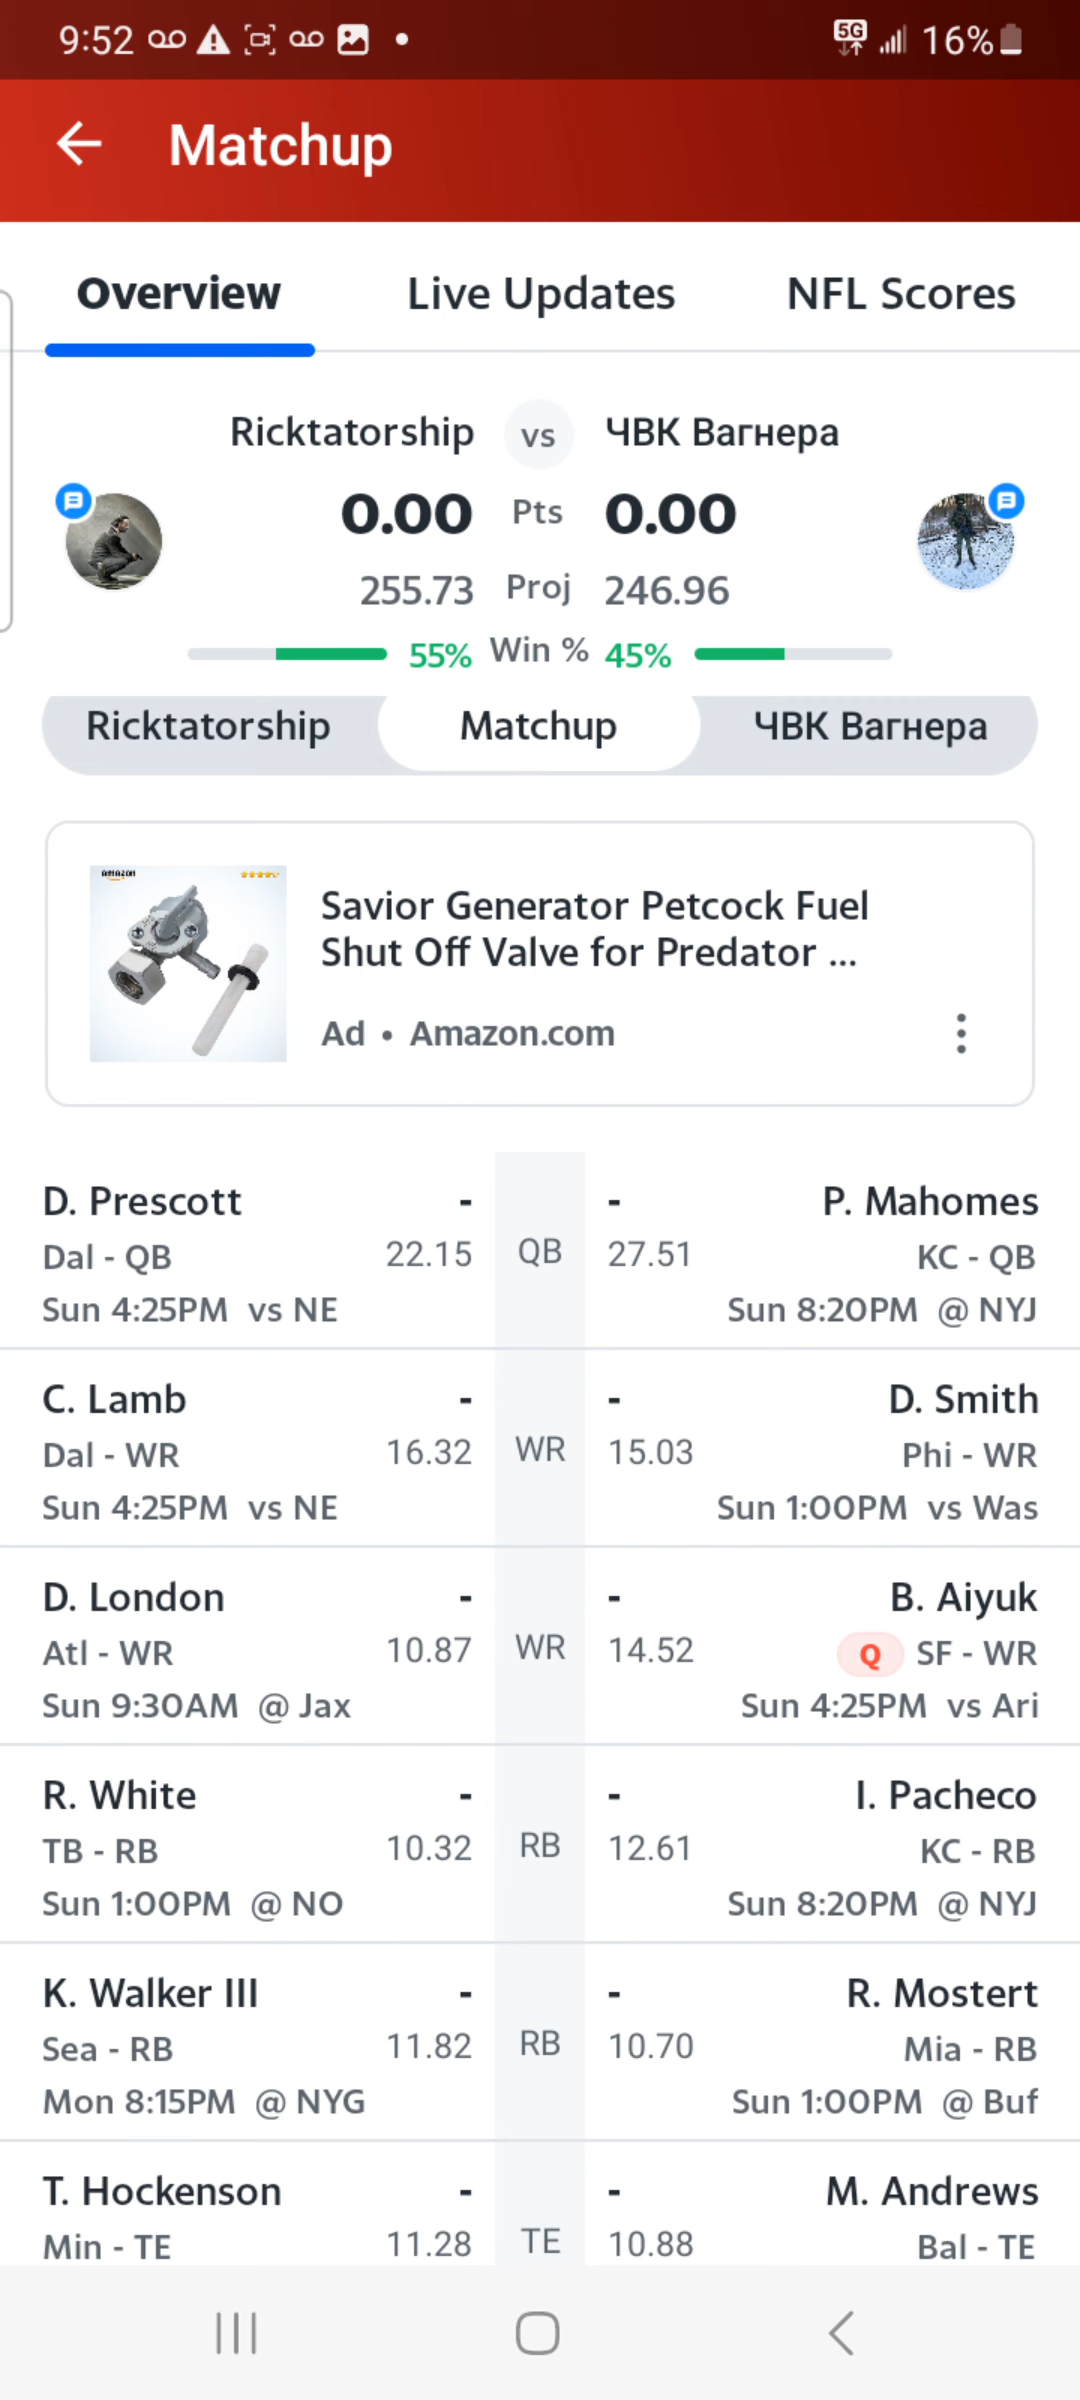 9:52
5G 16%
Matchup
Overview Live Updates NFL Scores
Ricktatorship vs ЧВК Вагнера
0.00 Pts 0.00
255.73 Proj 246.96
55% Win % 45%
Ricktatorship Matchup ЧВК Вагнера
AMAZON
Savior Generator Petcock Fuel
Shut Off Valve for Predator ...
Ad • Amazon.com
D. Prescott - - P. Mahomes
Dal - QB 22.15 QB 27.51 KC - QB
Sun 4:25PM vs NE Sun 8:20PM @ NYJ
C. Lamb - - D. Smith
Dal - WR 16.32 WR 15.03 Phi - WR
Sun 4:25PM vs NE Sun 1:00PM vs Was
D. London - - B. Aiyuk
Atl - WR 10.87 WR 14.52 Q SF - WR
Sun 9:30AM @ Jax Sun 4:25PM vs Ari
R. White - - I. Pacheco
TB - RB 10.32 RB 12.61 KC - RB
Sun 1:00PM @ NO Sun 8:20PM @ NYJ
K. Walker III - - R. Mostert
Sea - RB 11.82 RB 10.70 Mia - RB
Mon 8:15PM @ NYG Sun 1:00PM @ Buf
T. Hockenson - - M. Andrews
Min - TE 11.28 TE 10.88 Bal - TE